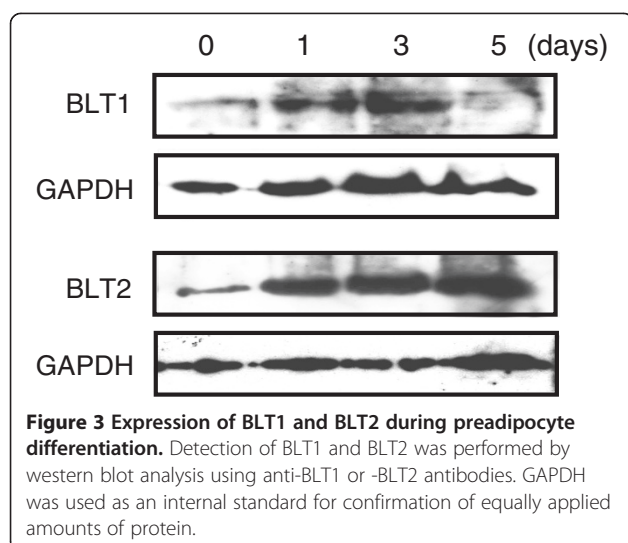 0 1 3 5 (days)
BLT1
GAPDH
BLT2
GAPDH
Figure 3 Expression of BLT1 and BLT2 during preadipocyte
differentiation. Detection of BLT1 and BLT2 was performed by
western blot analysis using anti-BLT1 or -BLT2 antibodies. GAPDH
was used as an internal standard for confirmation of equally applied
amounts of protein.